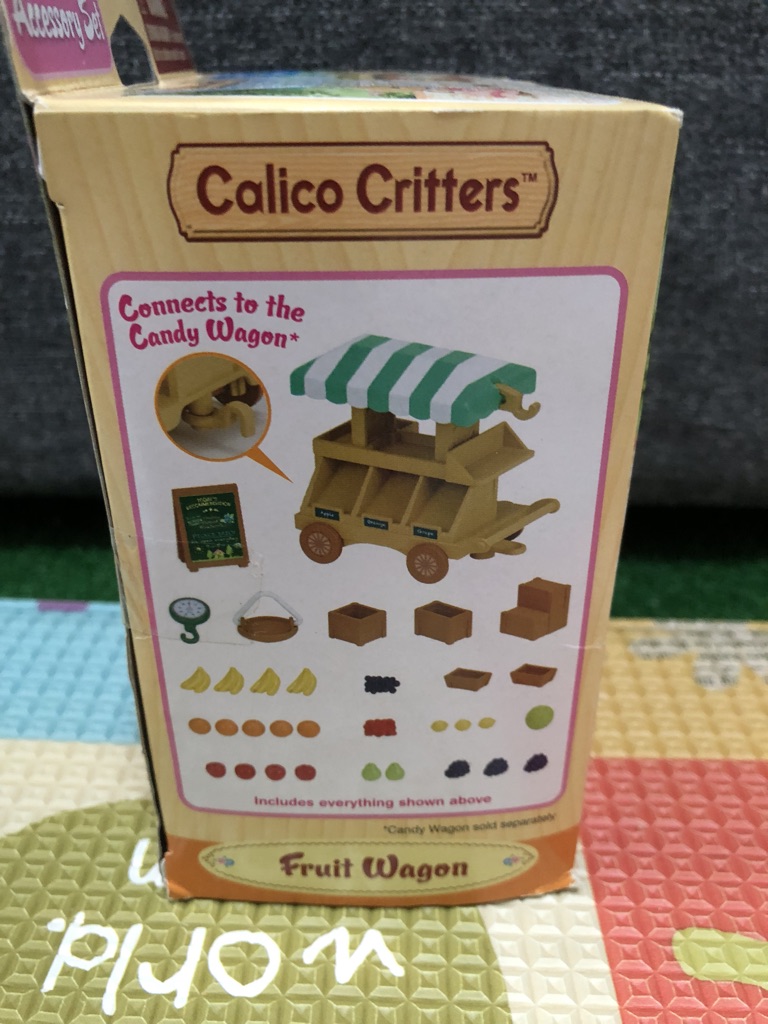 Accessory Set
Calico Critters™
Connects to the
Candy Wagon*
Apple
Orange
Grape
Includes everything shown above
*Candy Wagon sold separately
Fruit Wagon
world